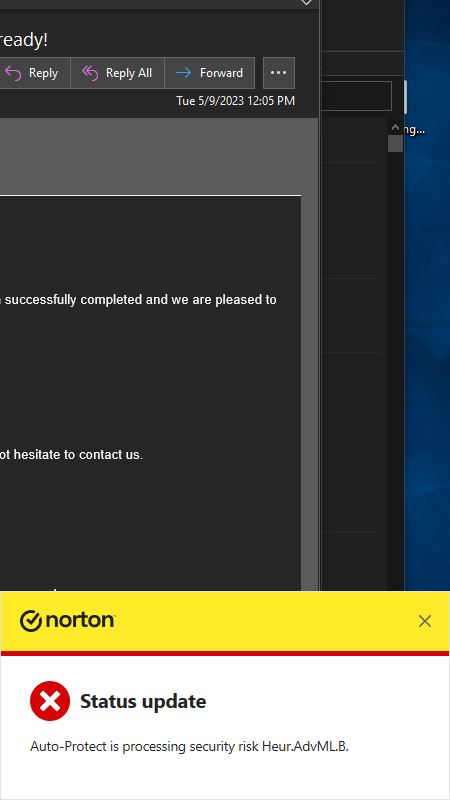 ready!
Reply
Reply All
Forward
Tue 5/9/2023 12:05 PM
ng...
successfully completed and we are pleased to
ot hesitate to contact us.
norton
Status update
Auto-Protect is processing security risk Heur.AdvML.B.